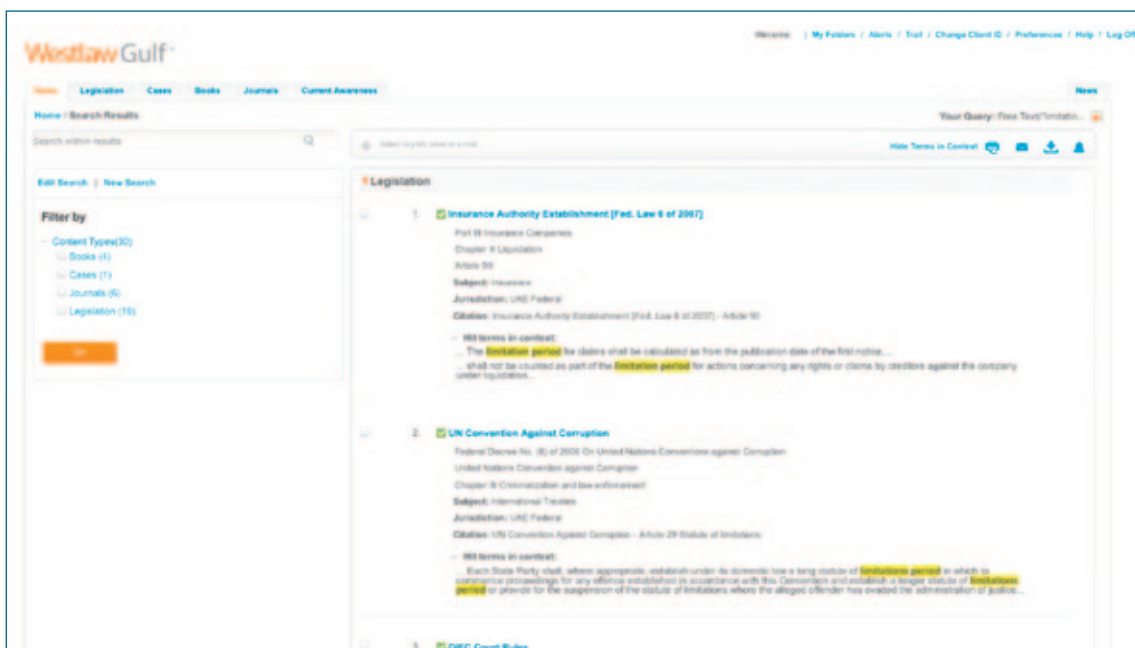 Welcome | My Folders / Alerts / Trail / Change Client ID / Preferences / Help / Log Off
Westlaw Gulf
Home Legislation Cases Books Journals Current Awareness News
Home / Search Results
Your Query: Free Text("limitatio...
Search within results
Hide Terms in Context
Edit Search | New Search
Filter by
Content Types(30)
Books (4)
Cases (1)
Journals (6)
Legislation (19)
Legislation
1. Insurance Authority Establishment [Fed. Law 6 of 2007]
Part III Insurance Companies
Chapter X Liquidation
Article 90
Subject: Insurance
Jurisdiction: UAE Federal
Citation: Insurance Authority Establishment [Fed. Law 6 of 2007] - Article 90
Hit terms in context:
... The limitation period for claims shall be calculated as from the publication date of the first notice....
... shall not be counted as part of the limitation period for actions concerning any rights or claims by creditors against the company
under liquidation...
2. UN Convention Against Corruption
Federal Decree No. (8) of 2006 On United Nations Conventions against Corruption
United Nations Convention against Corruption
Chapter III Criminalization and law enforcement
Subject: International Treaties
Jurisdiction: UAE Federal
Citation: UN Convention Against Corruption - Article 29 Statute of limitations
Hit terms in context:
... Each State Party shall, where appropriate, establish under its domestic law a long statute of limitations period in which to
commence proceedings for any offence established in accordance with this Convention and establish a longer statute of limitations
period or provide for the suspension of the statute of limitations where the alleged offender has evaded the administration of justice...
3. DIFC Court Rules